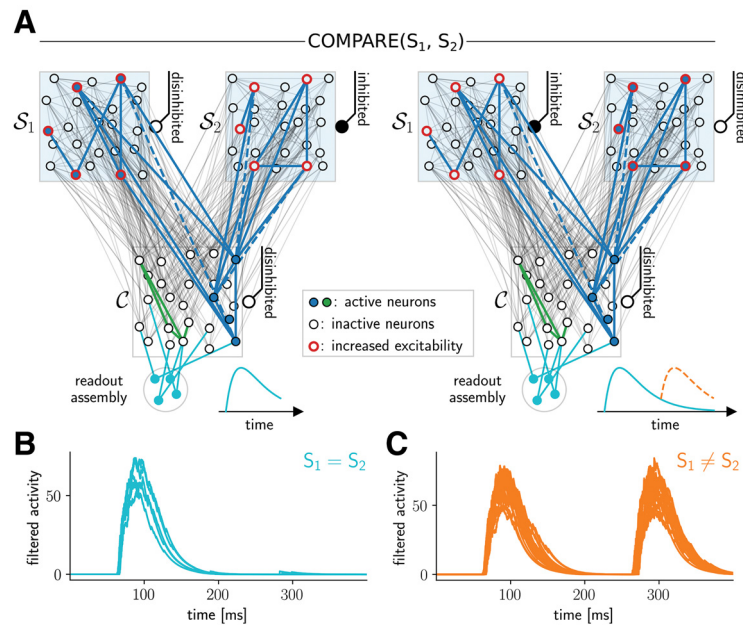 A
COMPARE(S₁, S₂)
S₁
disinhibited
S₂
inhibited
S₁
inhibited
S₂
disinhibited
C
disinhibited
C
disinhibited
: active neurons
: inactive neurons
: increased excitability
readout
assembly
time
readout
assembly
time
B
S₁ = S₂
filtered activity
50
0
100
200
300
time [ms]
C
S₁ ≠ S₂
filtered activity
50
0
100
200
300
time [ms]